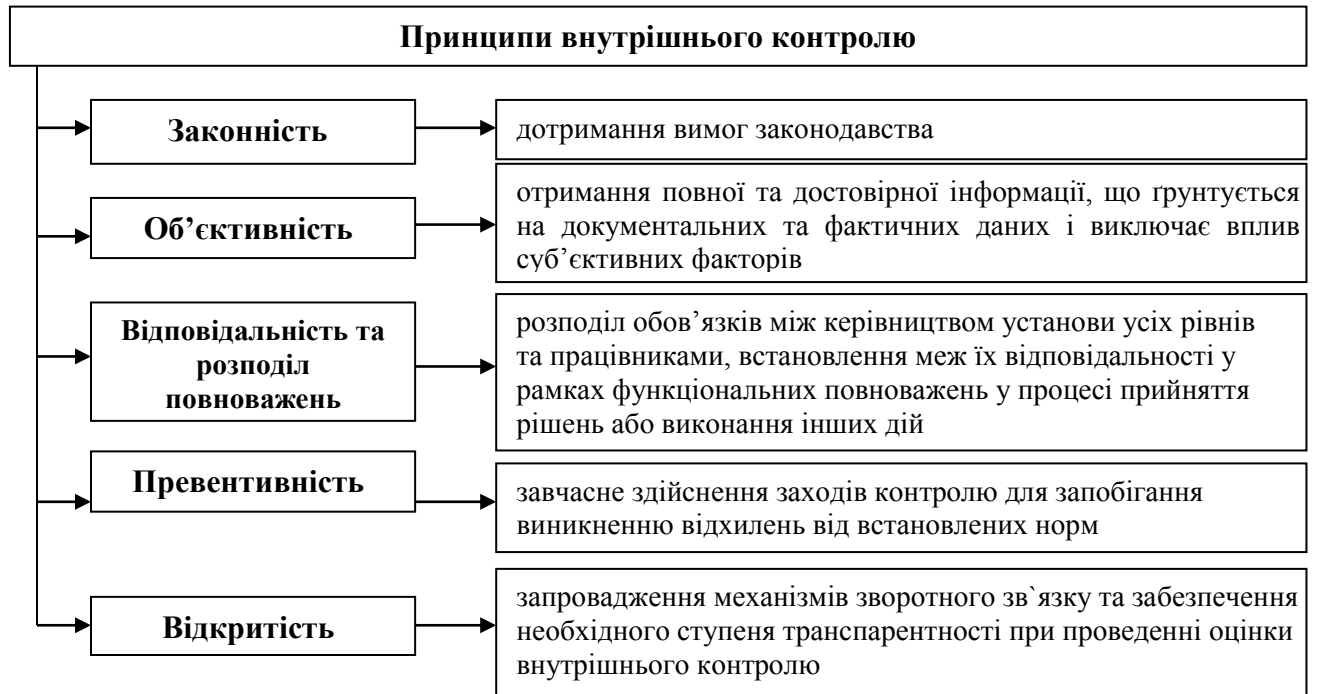 Принципи внутрішнього контролю
Законність
дотримання вимог законодавства
Об’єктивність
отримання повної та достовірної інформації, що ґрунтується
на документальних та фактичних даних і виключає вплив
суб’єктивних факторів
Відповідальність та
розподіл
повноважень
розподіл обов’язків між керівництвом установи усіх рівнів
та працівниками, встановлення меж їх відповідальності у
рамках функціональних повноважень у процесі прийняття
рішень або виконання інших дій
Превентивність
завчасне здійснення заходів контролю для запобігання
виникненню відхилень від встановлених норм
Відкритість
запровадження механізмів зворотного зв`язку та забезпечення
необхідного ступеня транспарентності при проведенні оцінки
внутрішнього контролю